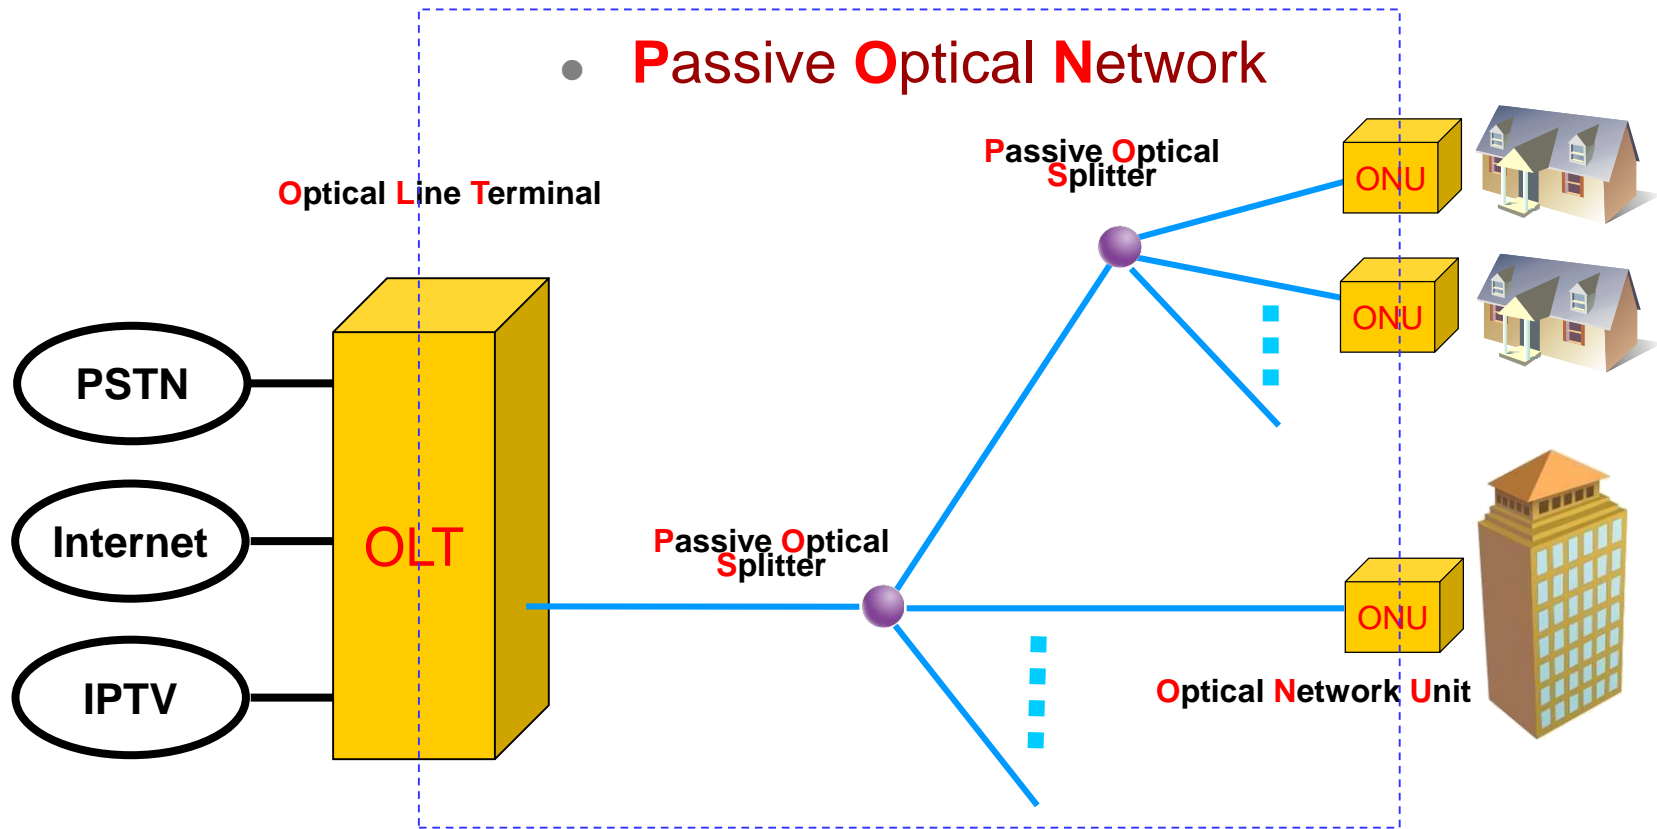 • Passive Optical Network
Passive Optical
Splitter
ONU
Optical Line Terminal
ONU
PSTN
OLT
Internet
Passive Optical
Splitter
ONU
IPTV
Optical Network Unit